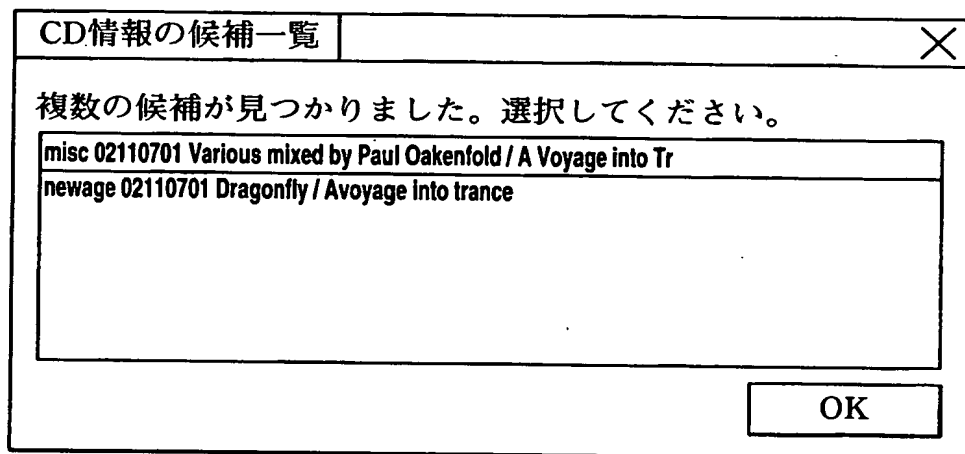 CD情報の候補一覧
複数の候補が見つかりました。選択してください。
misc 02110701 Various mixed by Paul Oakenfold / A Voyage into Tr
newage 02110701 Dragonfly / Avoyage into trance
OK